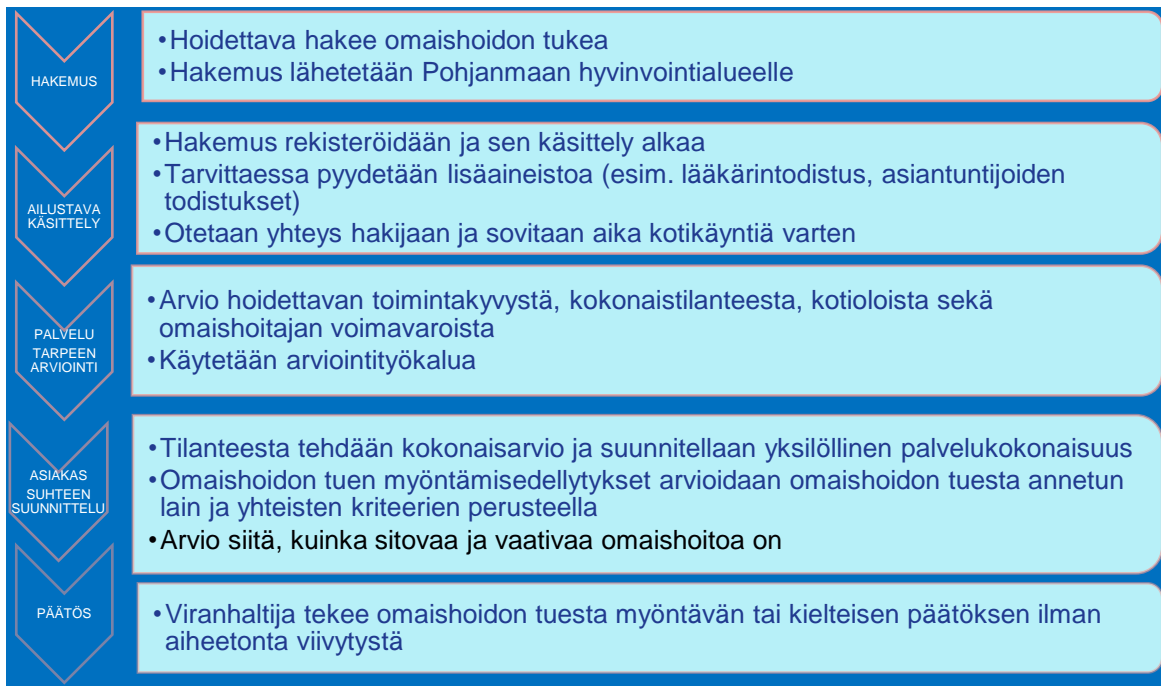 HAKEMUS
•Hoidettava hakee omaishoidon tukea
•Hakemus lähetetään Pohjanmaan hyvinvointialueelle
AILUSTAVA
KÄSITTELY
•Hakemus rekisteröidään ja sen käsittely alkaa
•Tarvittaessa pyydetään lisäaineistoa (esim. lääkärintodistus, asiantuntijoiden
todistukset)
•Otetaan yhteys hakijaan ja sovitaan aika kotikäyntiä varten
PALVELU
TARPEEN
ARVIOINTI
•Arvio hoidettavan toimintakyvystä, kokonaistilanteesta, kotioloista sekä
omaishoitajan voimavaroista
•Käytetään arviointityökalua
ASIAKAS
SUHTEEN
SUUNNITTELU
•Tilanteesta tehdään kokonaisarvio ja suunnitellaan yksilöllinen palvelukokonaisuus
•Omaishoidon tuen myöntämisedellytykset arvioidaan omaishoidon tuesta annetun
lain ja yhteisten kriteerien perusteella
•Arvio siitä, kuinka sitovaa ja vaativaa omaishoitoa on
PÄÄTÖS
•Viranhaltija tekee omaishoidon tuesta myöntävän tai kielteisen päätöksen ilman
aiheetonta viivytystä